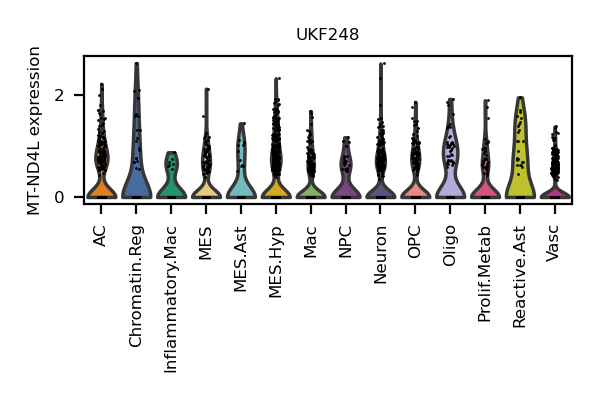 UKF248
MT-ND4L expression
2
0
AC
Chromatin.Reg
Inflammatory.Mac
MES
MES.Ast
MES.Hyp
Mac
NPC
Neuron
OPC
Oligo
Prolif.Metab
Reactive.Ast
Vasc